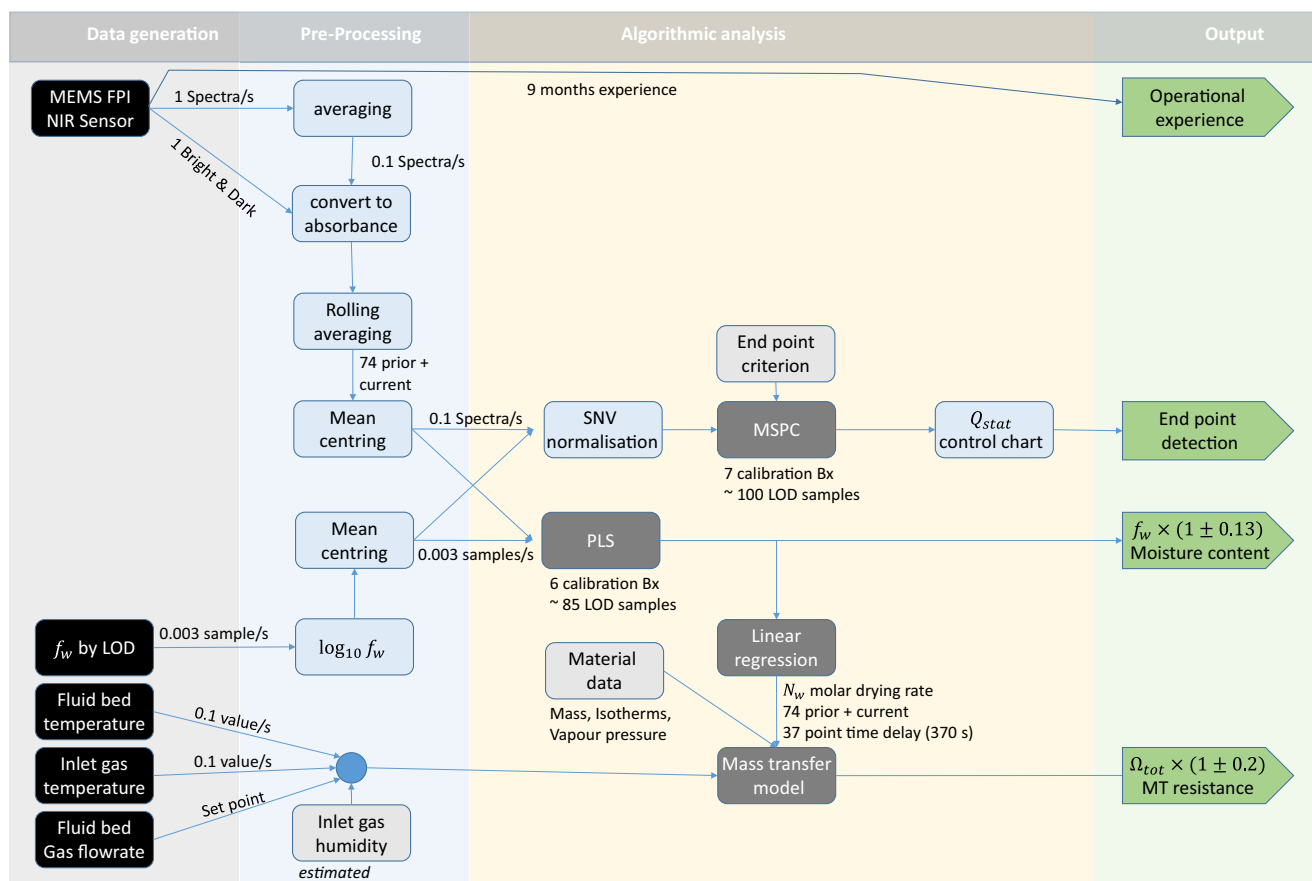 Data generation
Pre-Processing
Algorithmic analysis
Output
MEMS FPI
NIR Sensor
1 Spectra/s
averaging
9 months experience
Operational
experience
0.1 Spectra/s
1 Bright & Dark
convert to
absorbance
Rolling
averaging
74 prior +
current
End point
criterion
Mean
centring
0.1 Spectra/s
SNV
normalisation
MSPC
Q_{stat}
control chart
End point
detection
7 calibration Bx
~ 100 LOD samples
Mean
centring
0.003 samples/s
PLS
f_w × (1 ± 0.13)
Moisture content
6 calibration Bx
~ 85 LOD samples
f_w by LOD
0.003 sample/s
log₁₀ f_w
Linear
regression
Material
data
N_w molar drying rate
74 prior + current
37 point time delay (370 s)
Mass, Isotherms,
Vapour pressure
Fluid bed
temperature
0.1 value/s
Inlet gas
temperature
0.1 value/s
Mass transfer
model
Ω_{tot} × (1 ± 0.2)
MT resistance
Set point
Fluid bed
Gas flowrate
Inlet gas
humidity
estimated